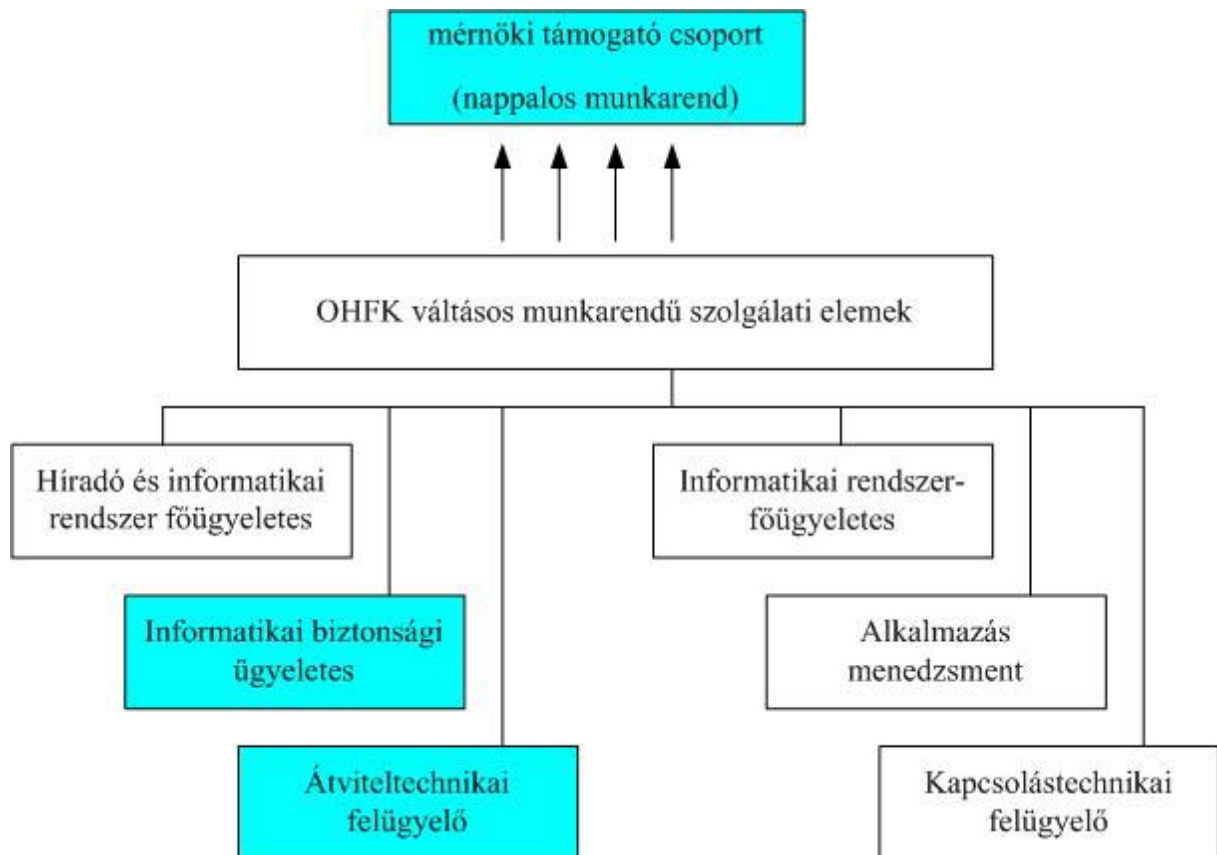 mérnöki támogató csoport
(nappalos munkarend)
OHFK váltásos munkarendű szolgálati elemek
Híradó és informatikai
rendszer főügyeletes
Informatikai rendszer-
főügyeletes
Informatikai biztonsági
ügyeletes
Alkalmazás
menedzsment
Átviteltechnikai
felügyelő
Kapcsolástechnikai
felügyelő